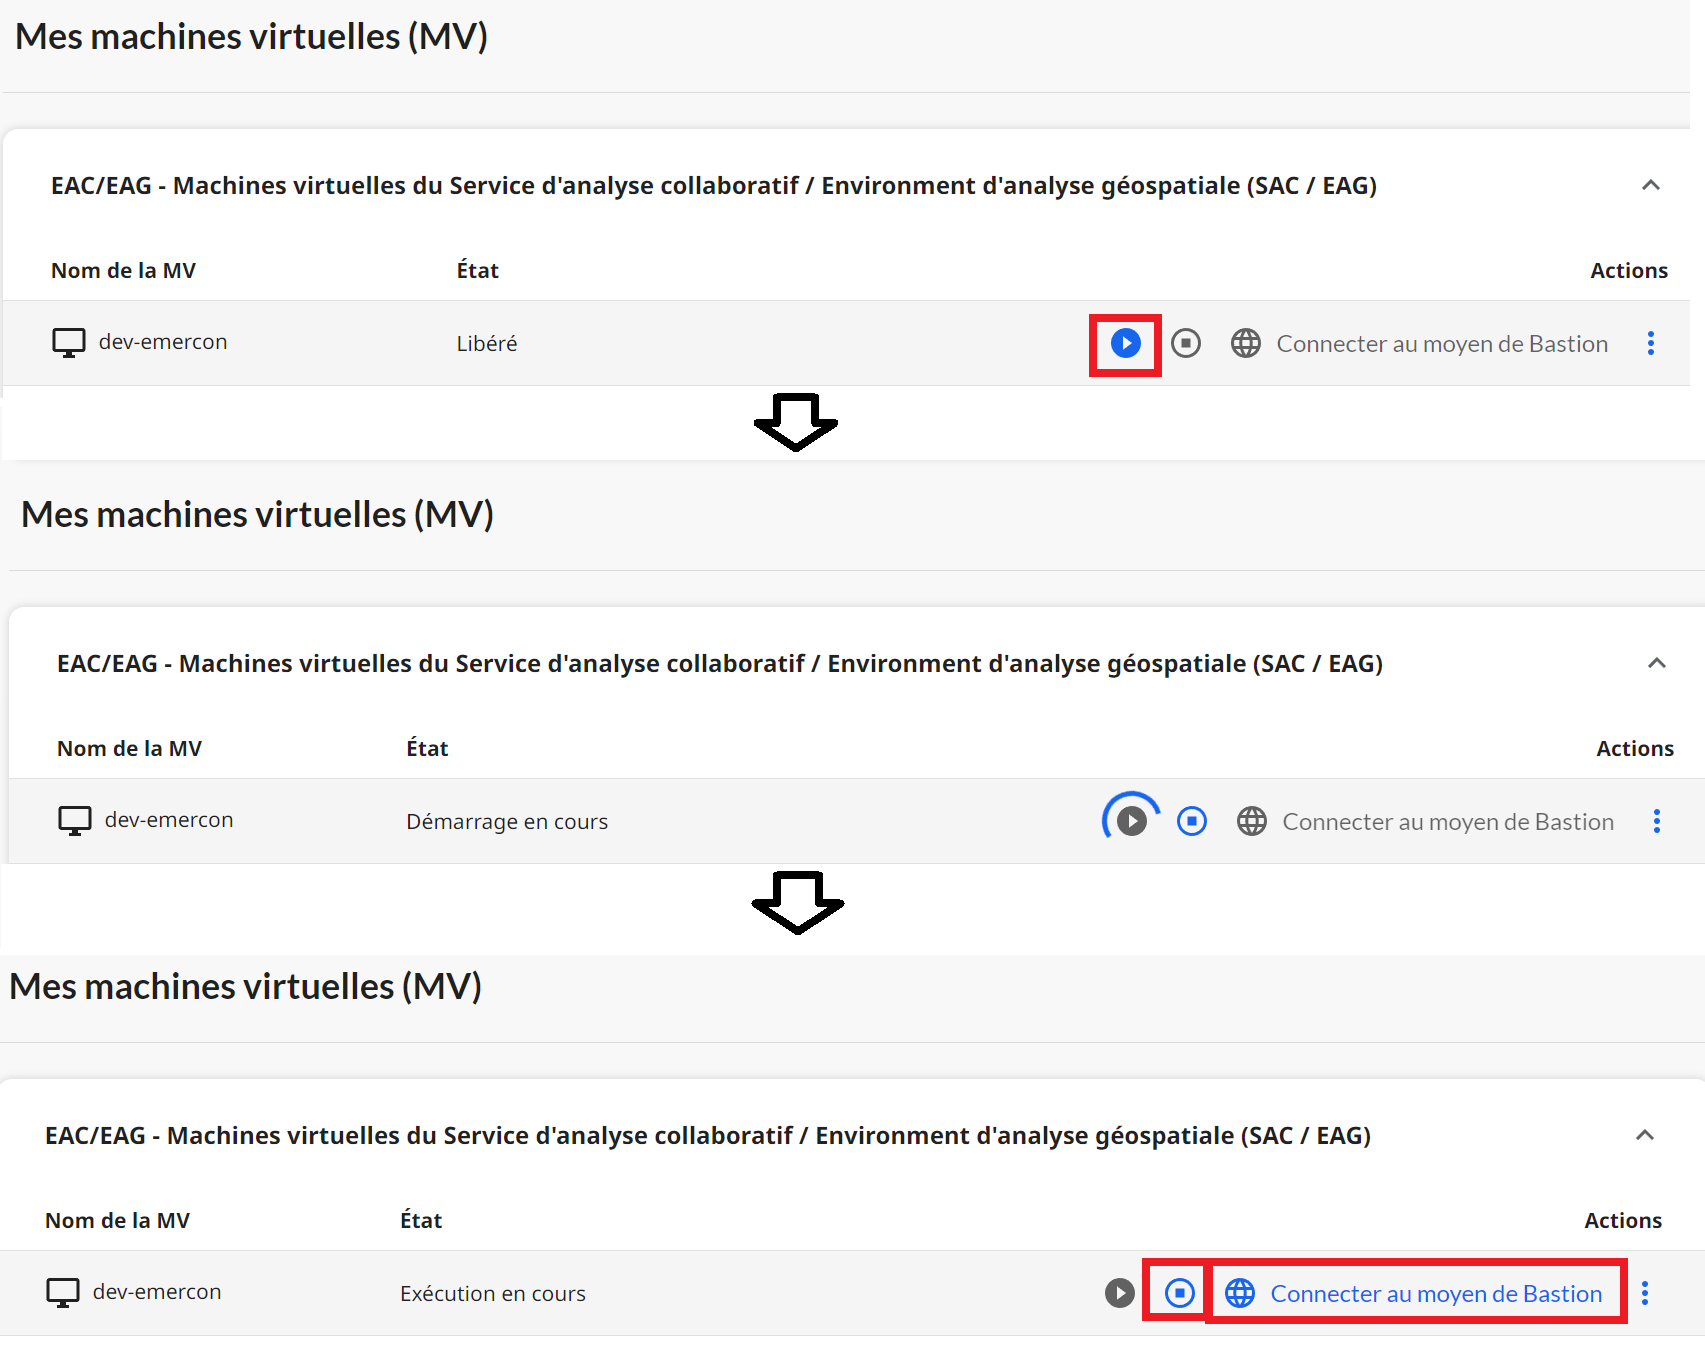 Mes machines virtuelles (MV)
EAC/EAG - Machines virtuelles du Service d'analyse collaboratif / Environment d'analyse géospatiale (SAC / EAG)
Nom de la MV État Actions
dev-emercon Libéré Connecter au moyen de Bastion
Mes machines virtuelles (MV)
EAC/EAG - Machines virtuelles du Service d'analyse collaboratif / Environment d'analyse géospatiale (SAC / EAG)
Nom de la MV État Actions
dev-emercon Démarrage en cours Connecter au moyen de Bastion
Mes machines virtuelles (MV)
EAC/EAG - Machines virtuelles du Service d'analyse collaboratif / Environment d'analyse géospatiale (SAC / EAG)
Nom de la MV État Actions
dev-emercon Exécution en cours Connecter au moyen de Bastion